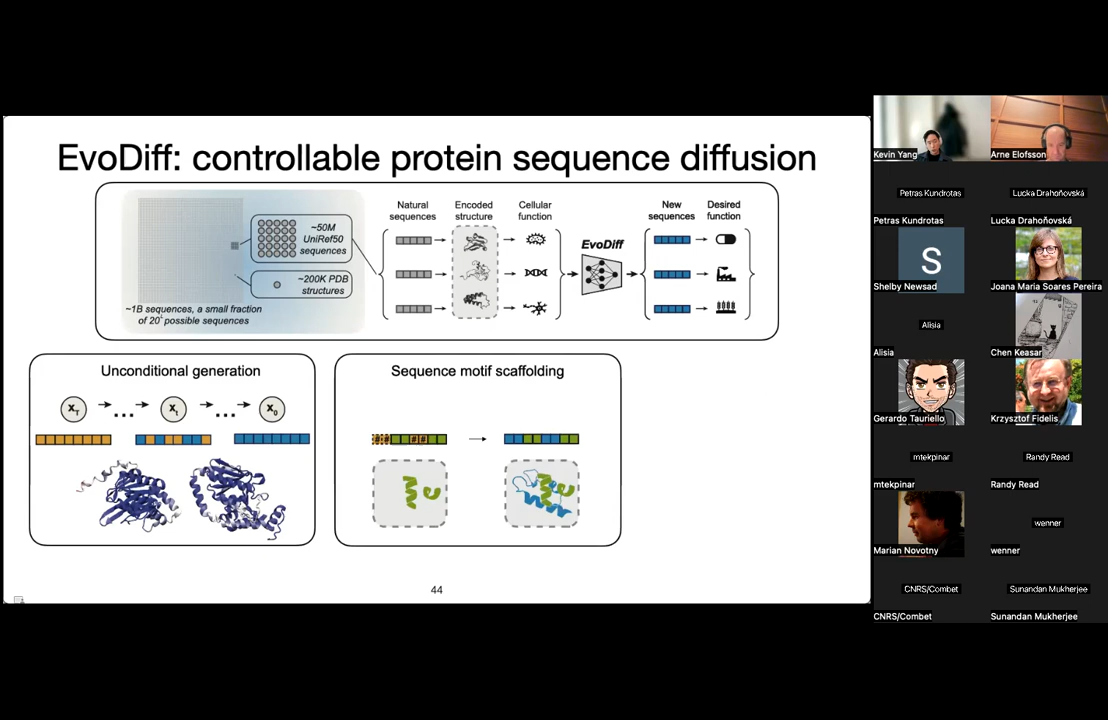 EvoDiff: controllable protein sequence diffusion
~50M
UniRef50
sequences
~200K PDB
structures
~1B sequences, a small fraction
of 20^L possible sequences
Natural
sequences
Encoded
structure
Cellular
function
EvoDiff
New
sequences
Desired
function
Unconditional generation
x_T
...
x_t
...
x_0
Sequence motif scaffolding
# #
# #
44
Kevin Yang
Arne Elofsson
Petras Kundrotas
Lucka Drahoňovská
Petras Kundrotas
Lucka Drahoňovská
S
Shelby Newsad
Joana Maria Soares Pereira
Alisia
Alisia
Chen Keasar
Gerardo Tauriello
Krzysztof Fidelis
mtekpinar
Randy Read
mtekpinar
Randy Read
wenner
Marian Novotny
wenner
CNRS/Combet
Sunandan Mukherjee
CNRS/Combet
Sunandan Mukherjee